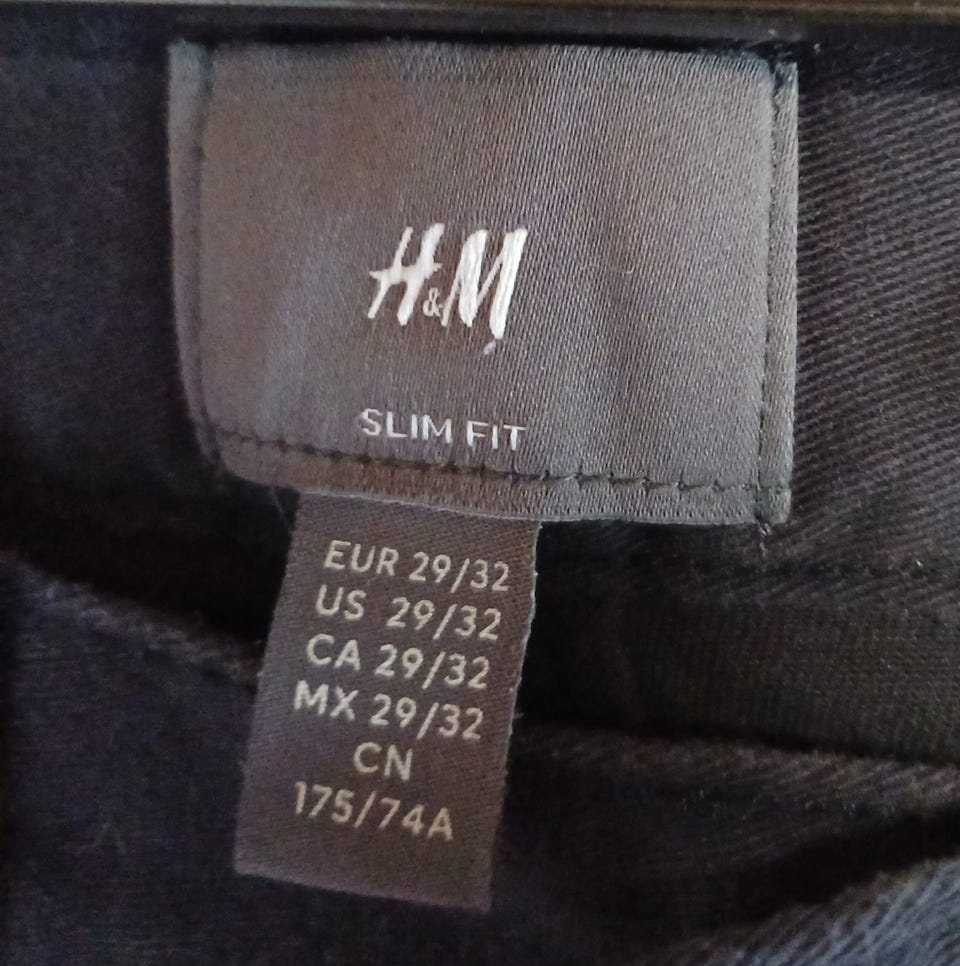 H&M
SLIM FIT
EUR 29/32
US 29/32
CA 29/32
MX 29/32
CN
175/74A